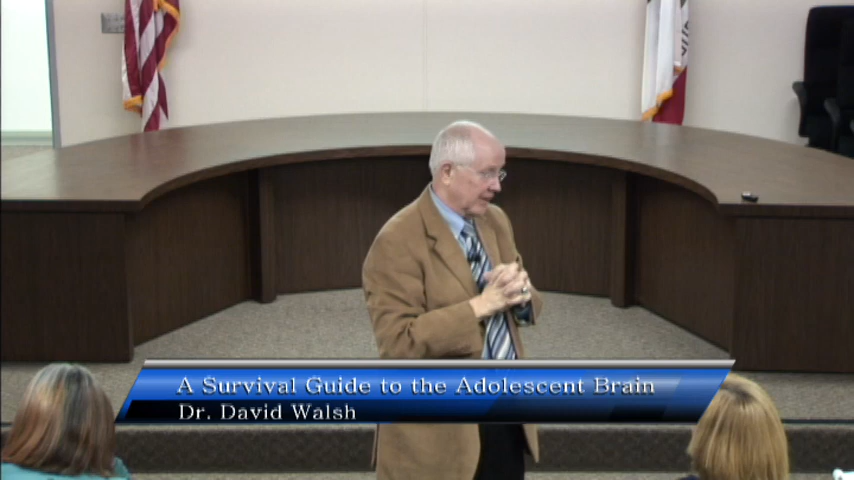 A Survival Guide to the Adolescent Brain
Dr. David Walsh